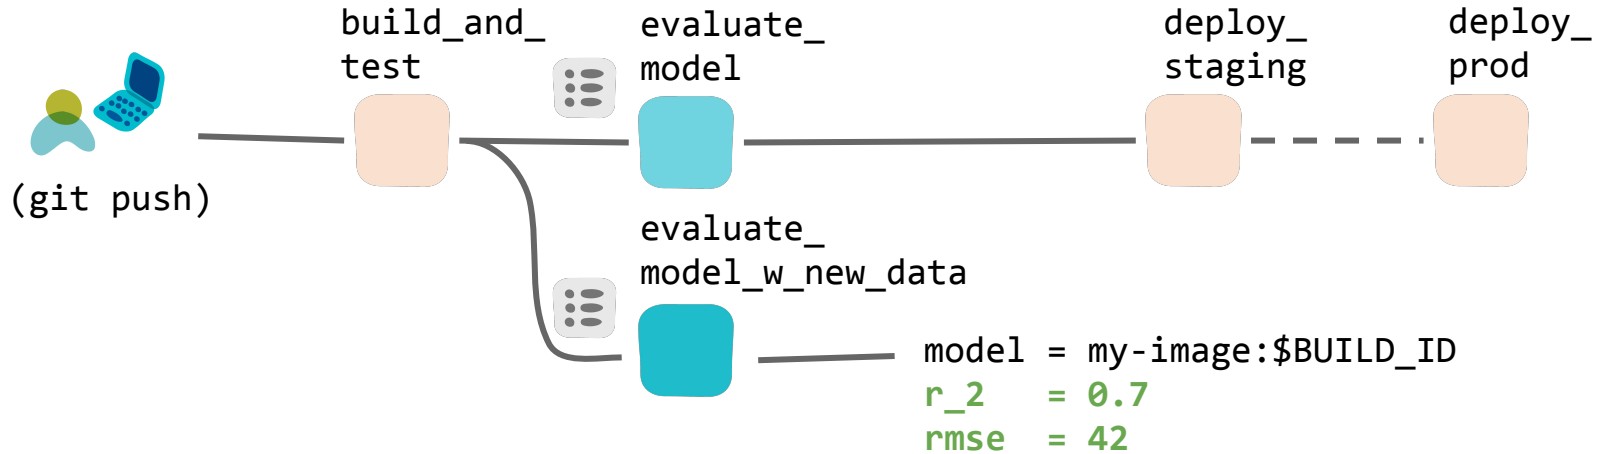 build_and_
test
evaluate_
model
deploy_
staging
deploy_
prod
(git push)
evaluate_
model_w_new_data
model = my-image:$BUILD_ID
r_2   = 0.7
rmse  = 42